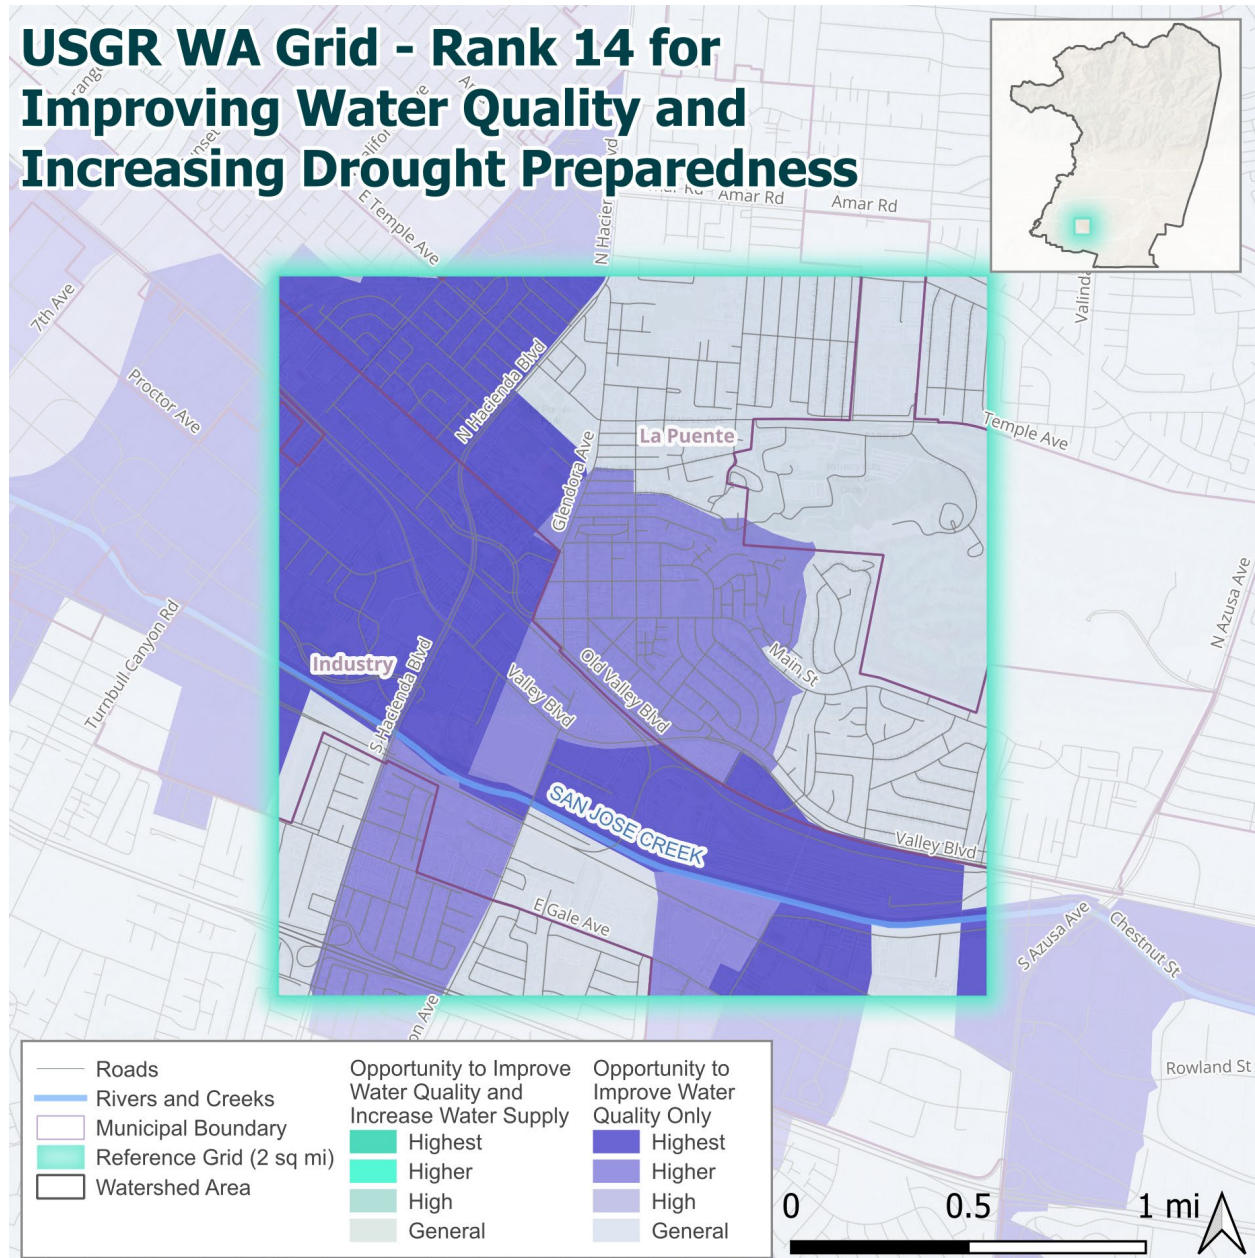 USGR WA Grid - Rank 14 for
Improving Water Quality and
Increasing Drought Preparedness
Amar Rd
Amar Rd
E Temple Ave
7th Ave
Proctor Ave
N Hacienda Blvd
Glendora Ave
La Puente
Temple Ave
N Azusa Ave
Turnbull Canyon Rd
Industry
S Hacienda Blvd
Valley Blvd
Old Valley Blvd
Main St
SAN JOSE CREEK
Valley Blvd
E Gale Ave
S Azusa Ave
Chestnut St
Rowland St
Roads
Rivers and Creeks
Municipal Boundary
Reference Grid (2 sq mi)
Watershed Area
Opportunity to Improve
Water Quality and
Increase Water Supply
Highest
Higher
High
General
Opportunity to
Improve Water
Quality Only
Highest
Higher
High
General
0 0.5 1 mi